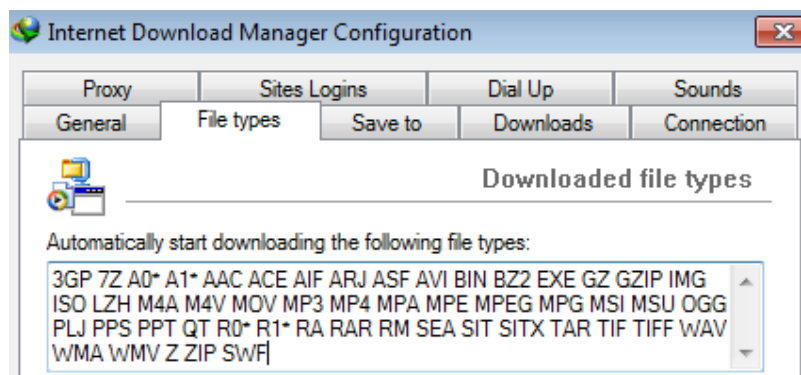 Internet Download Manager Configuration
Proxy Sites Logins Dial Up Sounds
General File types Save to Downloads Connection
Downloaded file types
Automatically start downloading the following file types:
3GP 7Z A0* A1* AAC ACE AIF ARJ ASF AVI BIN BZ2 EXE GZ GZIP IMG
ISO LZH M4A M4V MOV MP3 MP4 MPA MPE MPEG MPG MSI MSU OGG
PLJ PPS PPT QT R0* R1* RA RAR RM SEA SIT SITX TAR TIF TIFF WAV
WMA WMV Z ZIP SWF